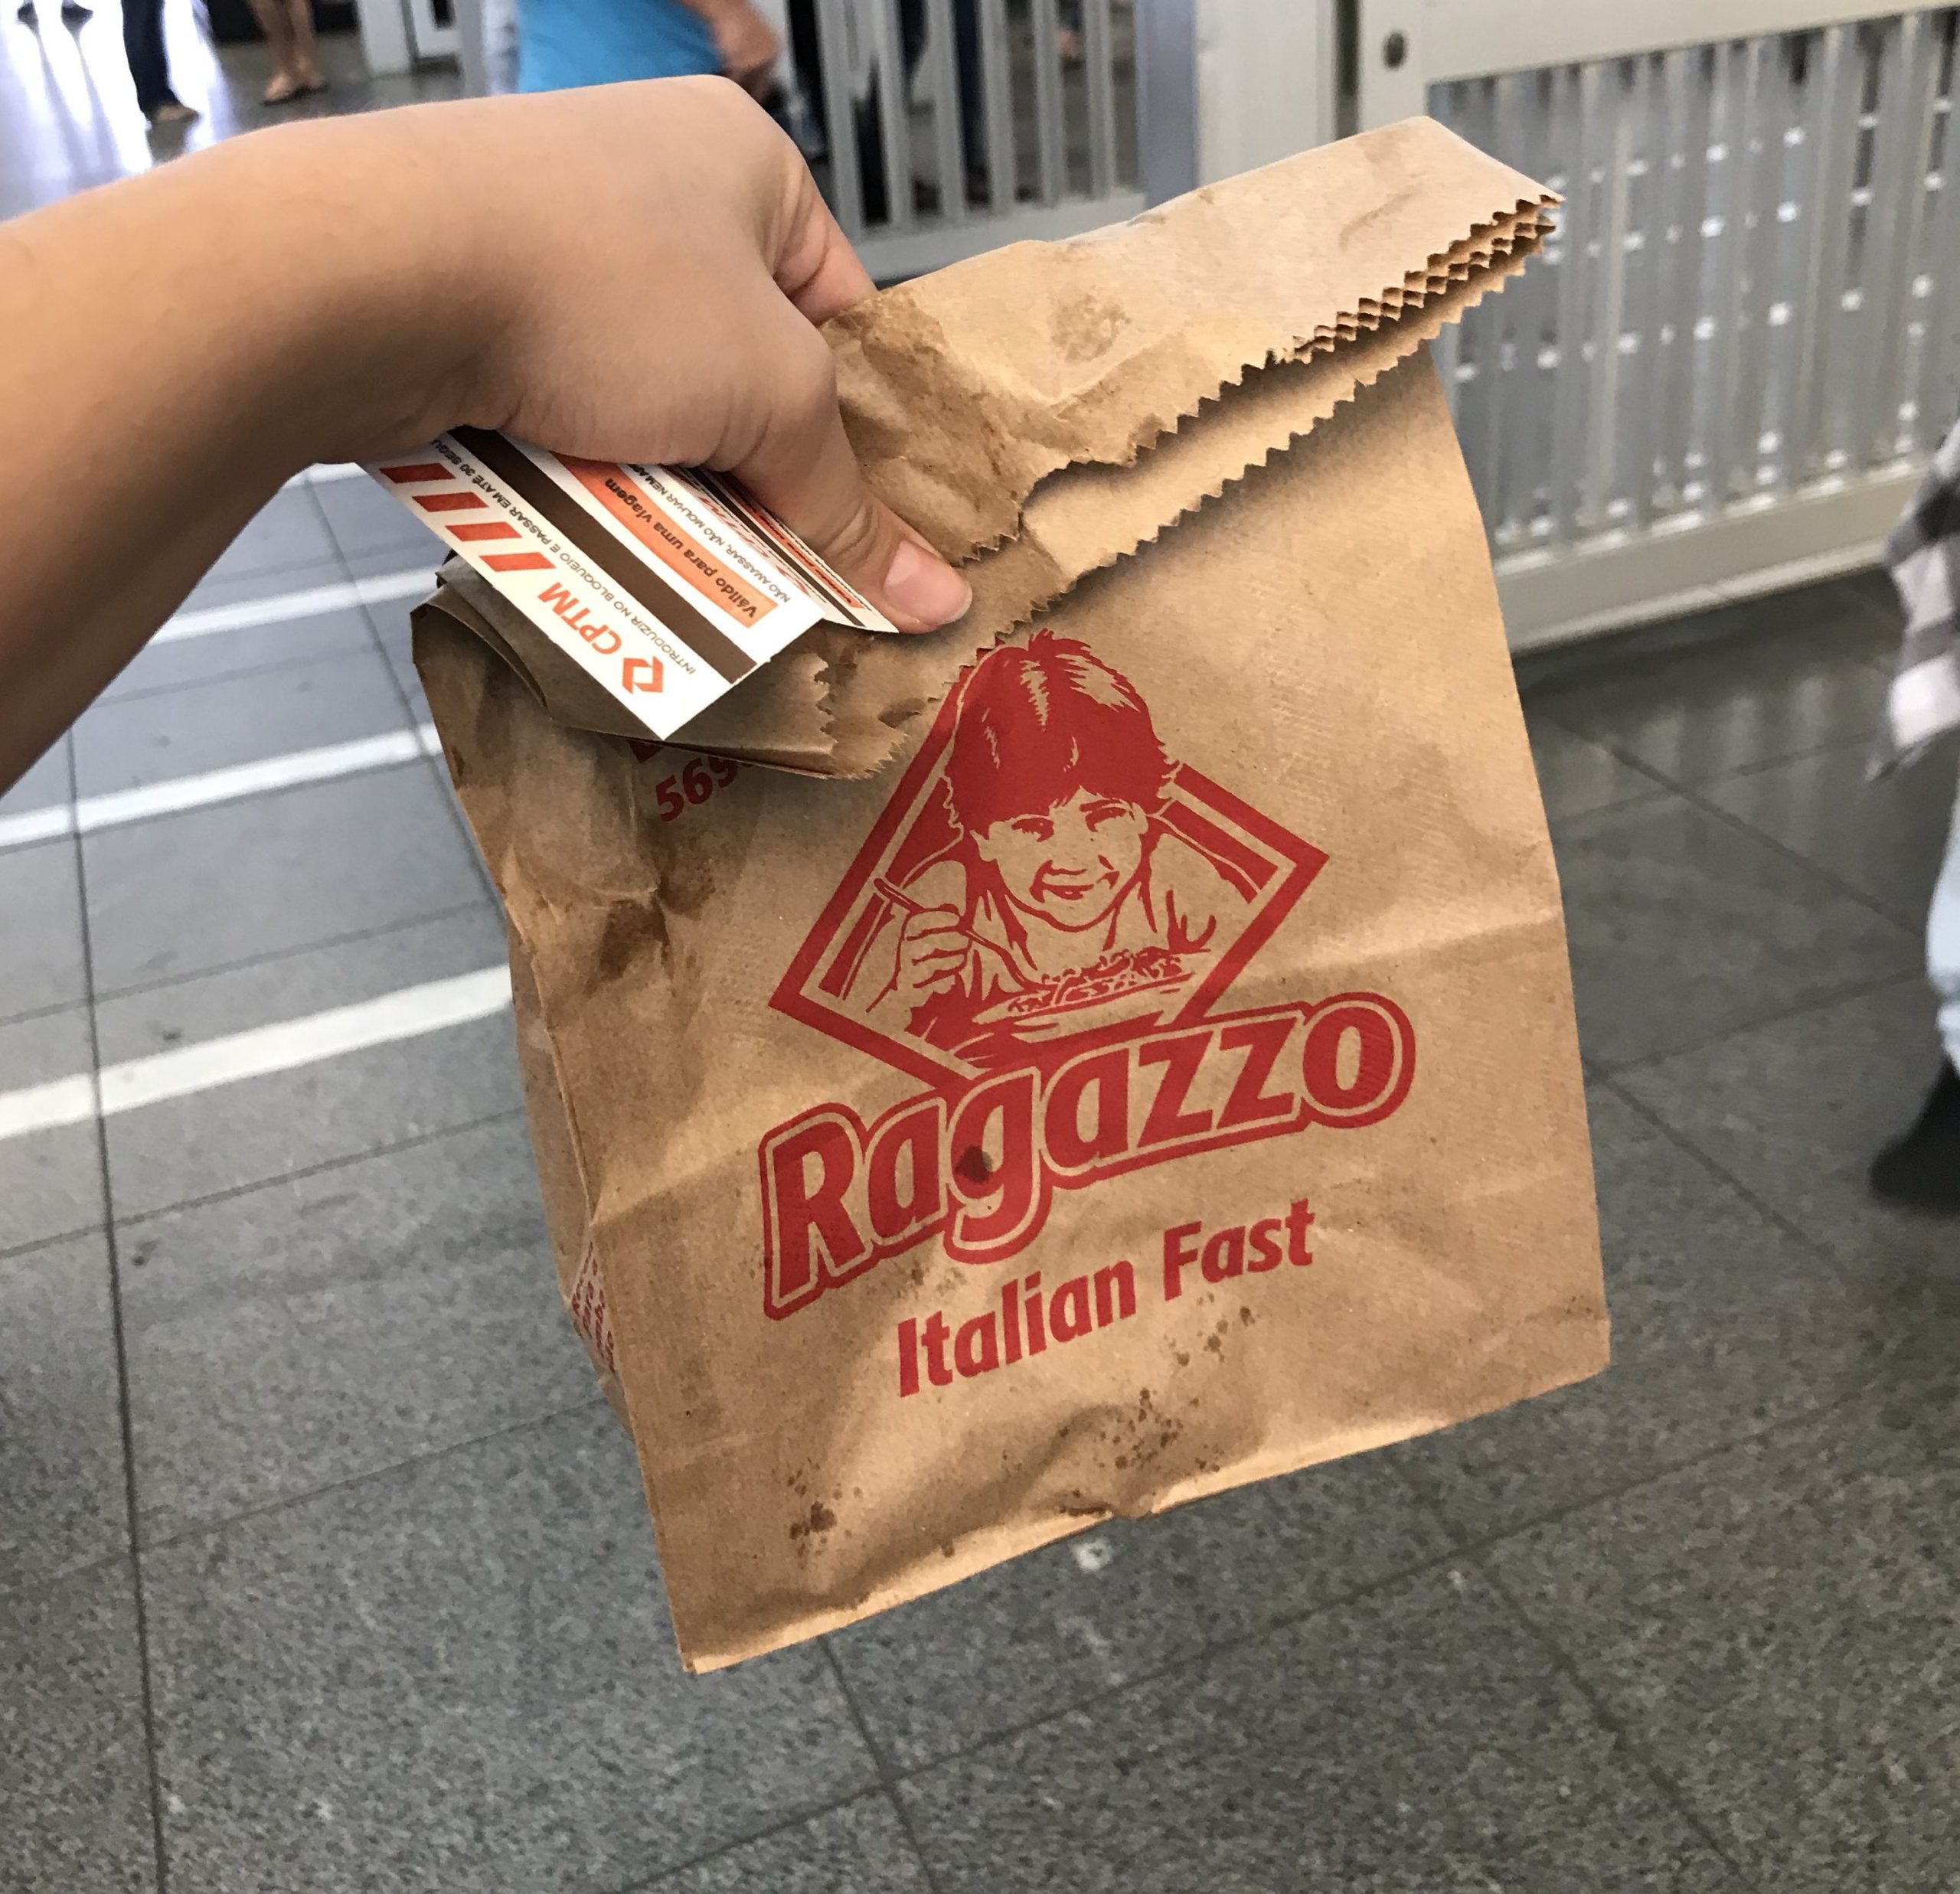 INTRODUZIR NO BLOQUEIO E PASSAR EM ATÉ 30
CPTM
Válido para uma viagem
NÃO AMASSAR, NÃO MOLHAR NEM
569
Ragazzo
Italian Fast